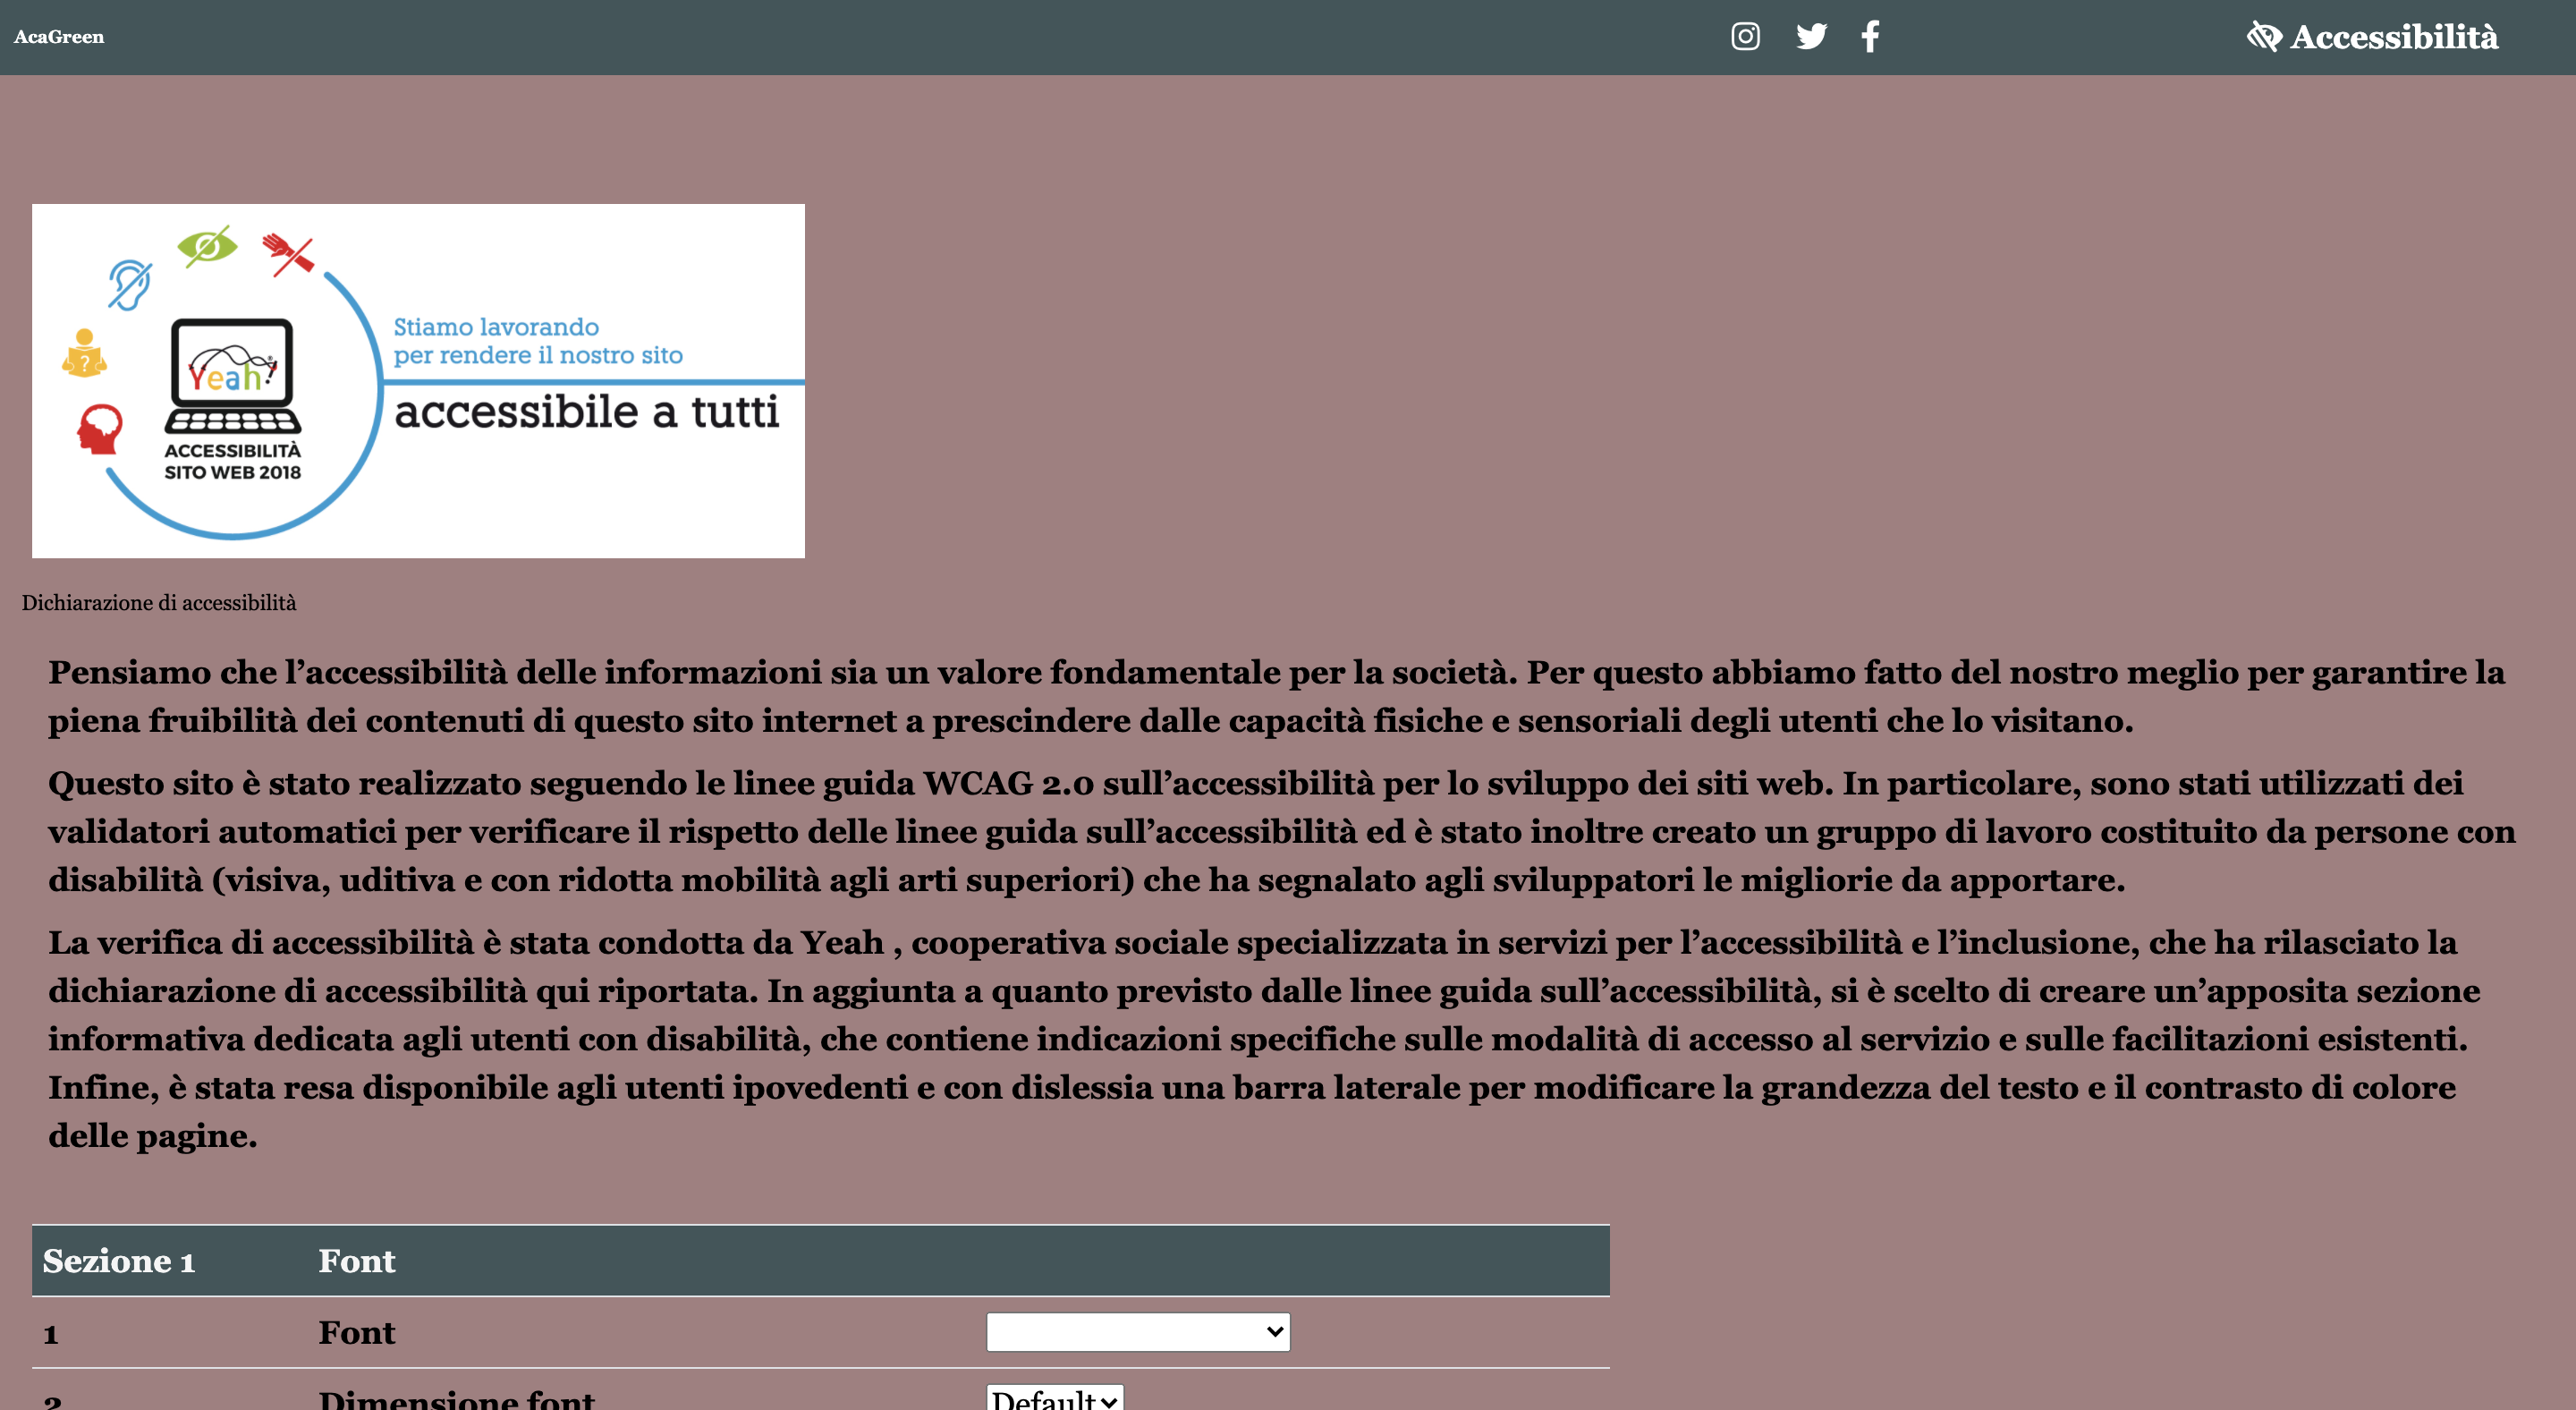 AcaGreen
Accessibilità
Stiamo lavorando
per rendere il nostro sito
accessibile a tutti
Yeah!
ACCESSIBILITÀ
SITO WEB 2018
Dichiarazione di accessibilità
Pensiamo che l’accessibilità delle informazioni sia un valore fondamentale per la società. Per questo abbiamo fatto del nostro meglio per garantire la
piena fruibilità dei contenuti di questo sito internet a prescindere dalle capacità fisiche e sensoriali degli utenti che lo visitano.
Questo sito è stato realizzato seguendo le linee guida WCAG 2.0 sull’accessibilità per lo sviluppo dei siti web. In particolare, sono stati utilizzati dei
validatori automatici per verificare il rispetto delle linee guida sull’accessibilità ed è stato inoltre creato un gruppo di lavoro costituito da persone con
disabilità (visiva, uditiva e con ridotta mobilità agli arti superiori) che ha segnalato agli sviluppatori le migliorie da apportare.
La verifica di accessibilità è stata condotta da Yeah , cooperativa sociale specializzata in servizi per l’accessibilità e l’inclusione, che ha rilasciato la
dichiarazione di accessibilità qui riportata. In aggiunta a quanto previsto dalle linee guida sull’accessibilità, si è scelto di creare un’apposita sezione
informativa dedicata agli utenti con disabilità, che contiene indicazioni specifiche sulle modalità di accesso al servizio e sulle facilitazioni esistenti.
Infine, è stata resa disponibile agli utenti ipovedenti e con dislessia una barra laterale per modificare la grandezza del testo e il contrasto di colore
delle pagine.
Sezione 1 Font
1 Font
2 Dimensione font Default